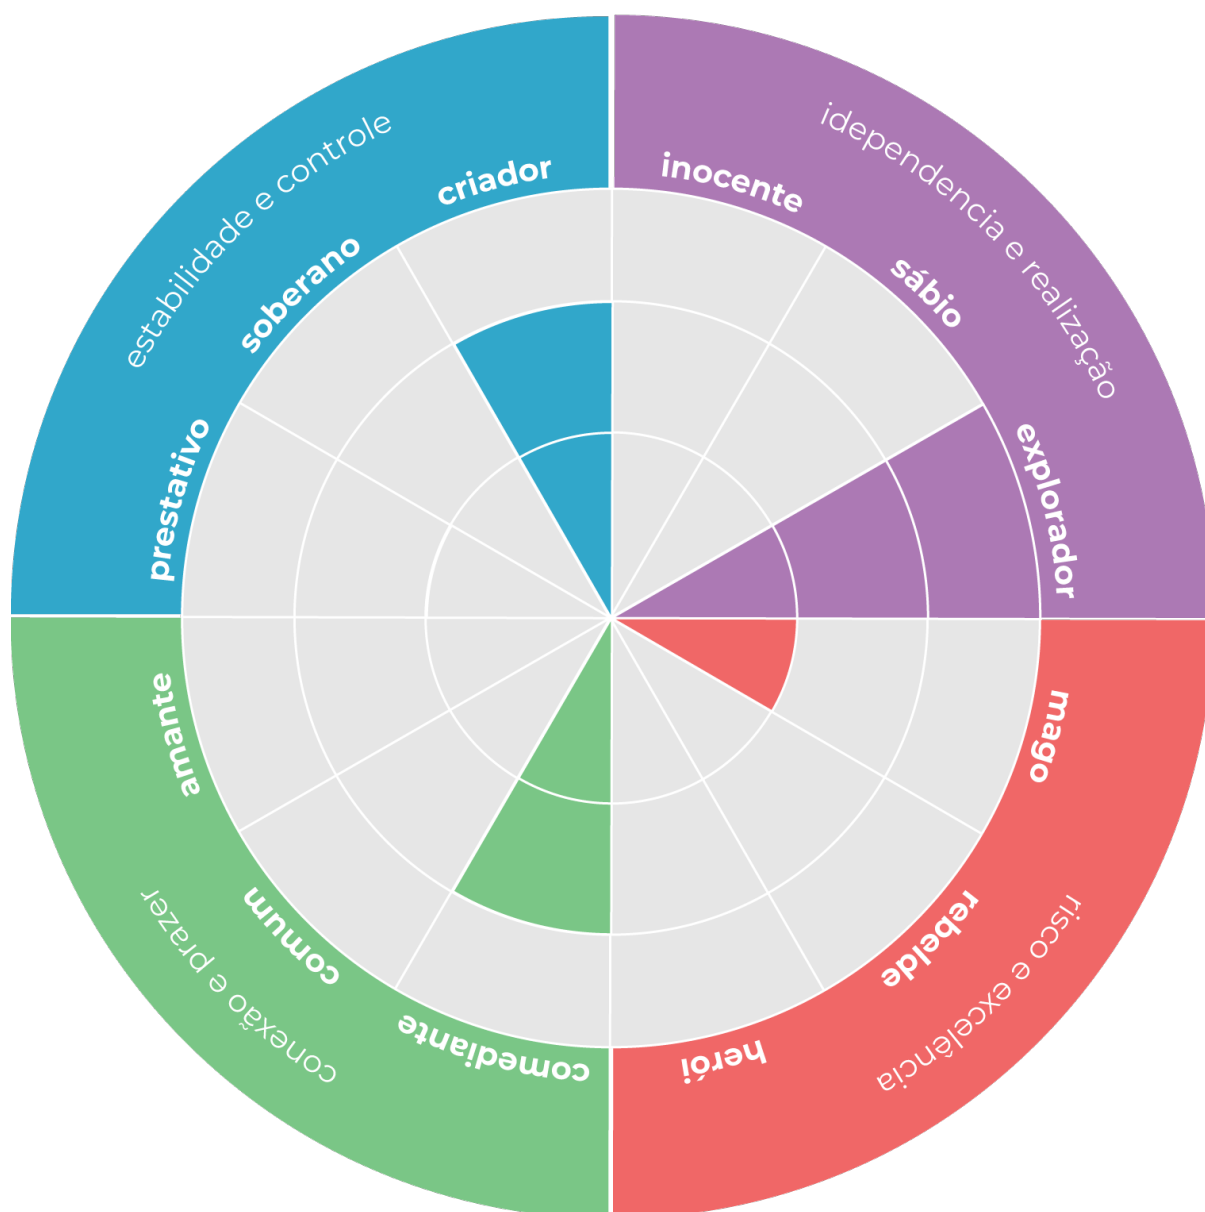 estabilidade e controle
criador
soberano
prestativo
idependencia e realização
inocente
sábio
explorador
mago
rebelde
herói
risco e excelência
amante
comum
comediante
conexão e prazer